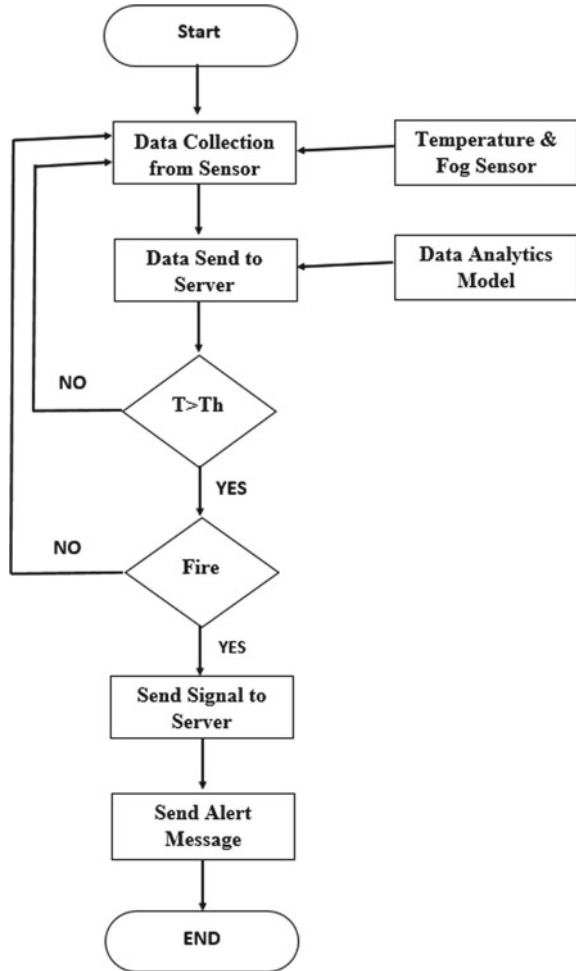 Start
Data Collection
from Sensor
Temperature &
Fog Sensor
Data Send to
Server
Data Analytics
Model
NO
T>Th
YES
NO
Fire
YES
Send Signal to
Server
Send Alert
Message
END